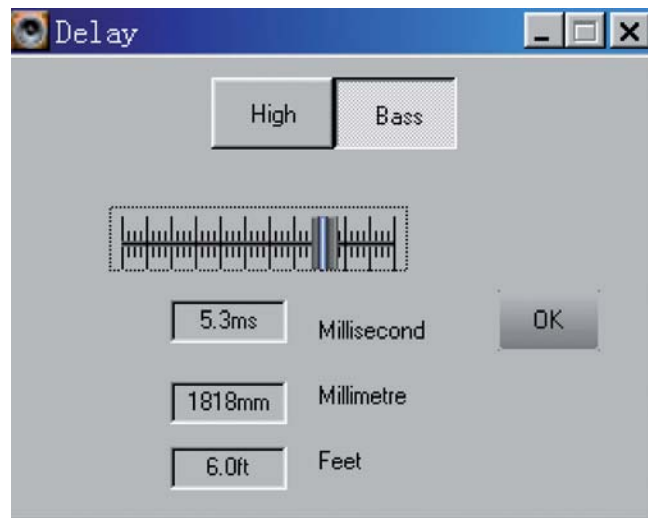 Delay
High Bass
5.3ms Millisecond OK
1818mm Millimetre
6.0ft Feet